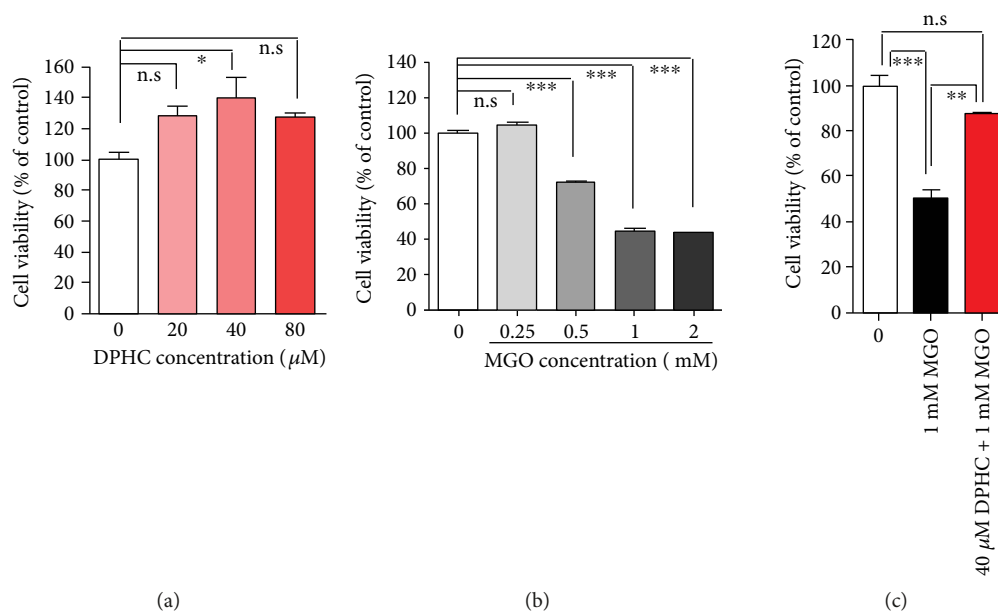 n.s
*
n.s
160
140
120
100
80
60
40
20
0
Cell viability (% of control)
0 20 40 80
DPHC concentration (μM)
(a)
n.s
***
***
***
140
120
100
80
60
40
20
0
Cell viability (% of control)
0 0.25 0.5 1 2
MGO concentration ( mM)
(b)
n.s
***
**
120
100
80
60
40
20
0
Cell viability (% of control)
0
1 mM MGO
40 μM DPHC + 1 mM MGO
(c)